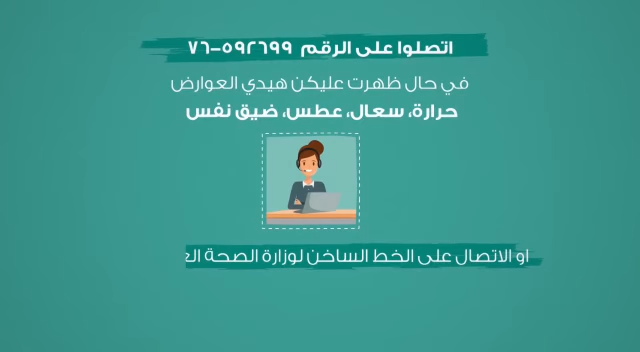 اتصلوا على الرقم ٥٩٢٦٩٩-٧٦
في حال ظهرت عليكن هيدي العوارض
حرارة، سعال، عطس، ضيق نفس
او الاتصال على الخط الساخن لوزارة الصحة